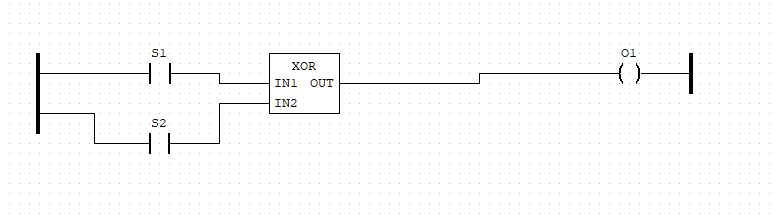 S1
O1
XOR
IN1 OUT
IN2
S2